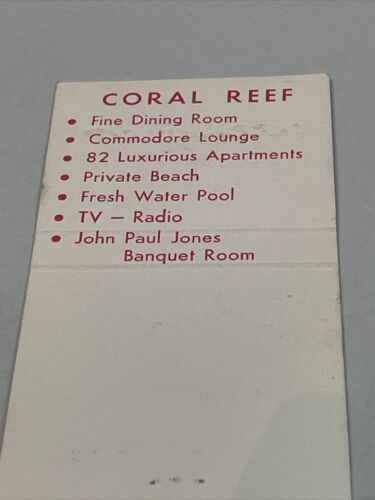 CORAL REEF
• Fine Dining Room
• Commodore Lounge
• 82 Luxurious Apartments
• Private Beach
• Fresh Water Pool
• TV — Radio
• John Paul Jones
Banquet Room